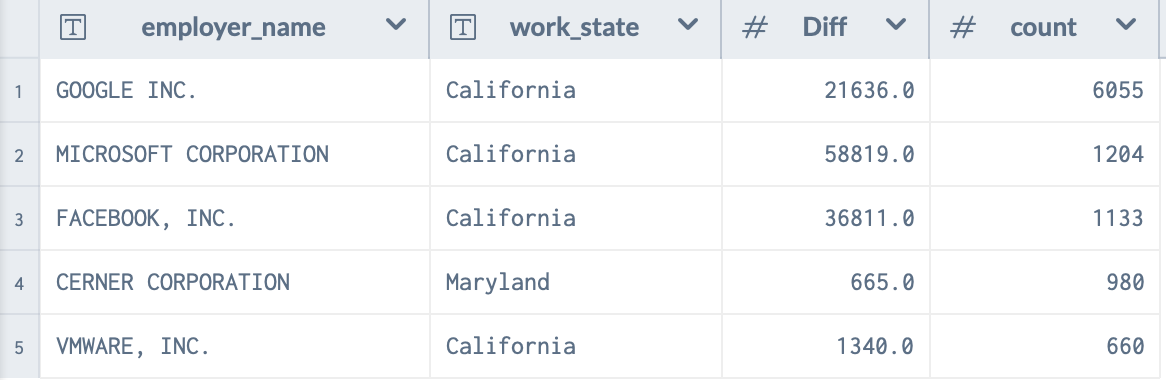 T employer_name T work_state # Diff # count
1 GOOGLE INC. California 21636.0 6055
2 MICROSOFT CORPORATION California 58819.0 1204
3 FACEBOOK, INC. California 36811.0 1133
4 CERNER CORPORATION Maryland 665.0 980
5 VMWARE, INC. California 1340.0 660